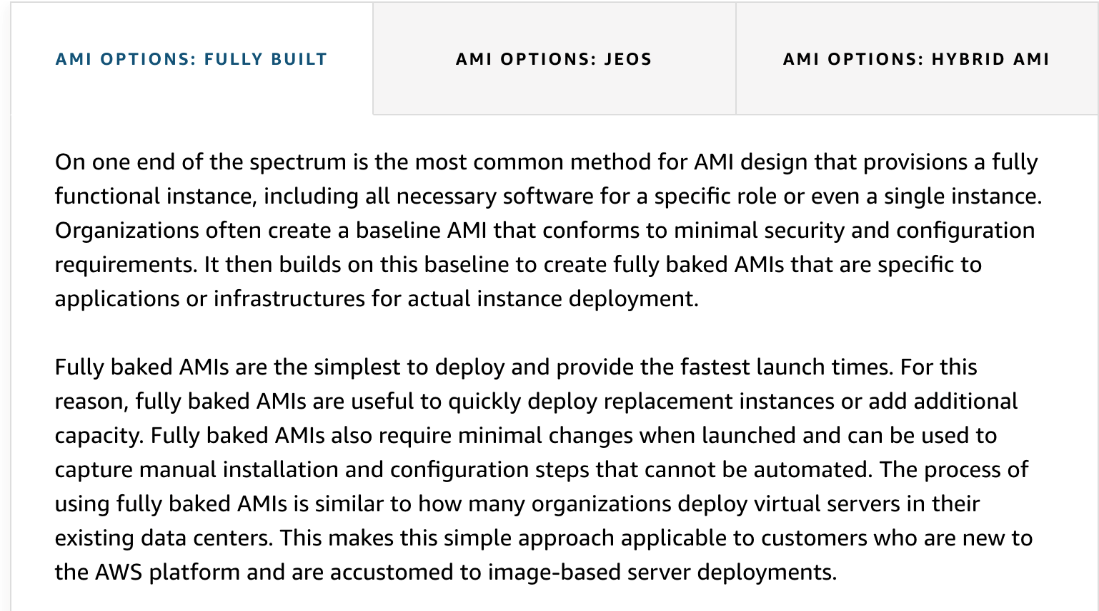 AMI OPTIONS: FULLY BUILT
AMI OPTIONS: JEOS
AMI OPTIONS: HYBRID AMI
On one end of the spectrum is the most common method for AMI design that provisions a fully
functional instance, including all necessary software for a specific role or even a single instance.
Organizations often create a baseline AMI that conforms to minimal security and configuration
requirements. It then builds on this baseline to create fully baked AMIs that are specific to
applications or infrastructures for actual instance deployment.
Fully baked AMIs are the simplest to deploy and provide the fastest launch times. For this
reason, fully baked AMIs are useful to quickly deploy replacement instances or add additional
capacity. Fully baked AMIs also require minimal changes when launched and can be used to
capture manual installation and configuration steps that cannot be automated. The process of
using fully baked AMIs is similar to how many organizations deploy virtual servers in their
existing data centers. This makes this simple approach applicable to customers who are new to
the AWS platform and are accustomed to image-based server deployments.